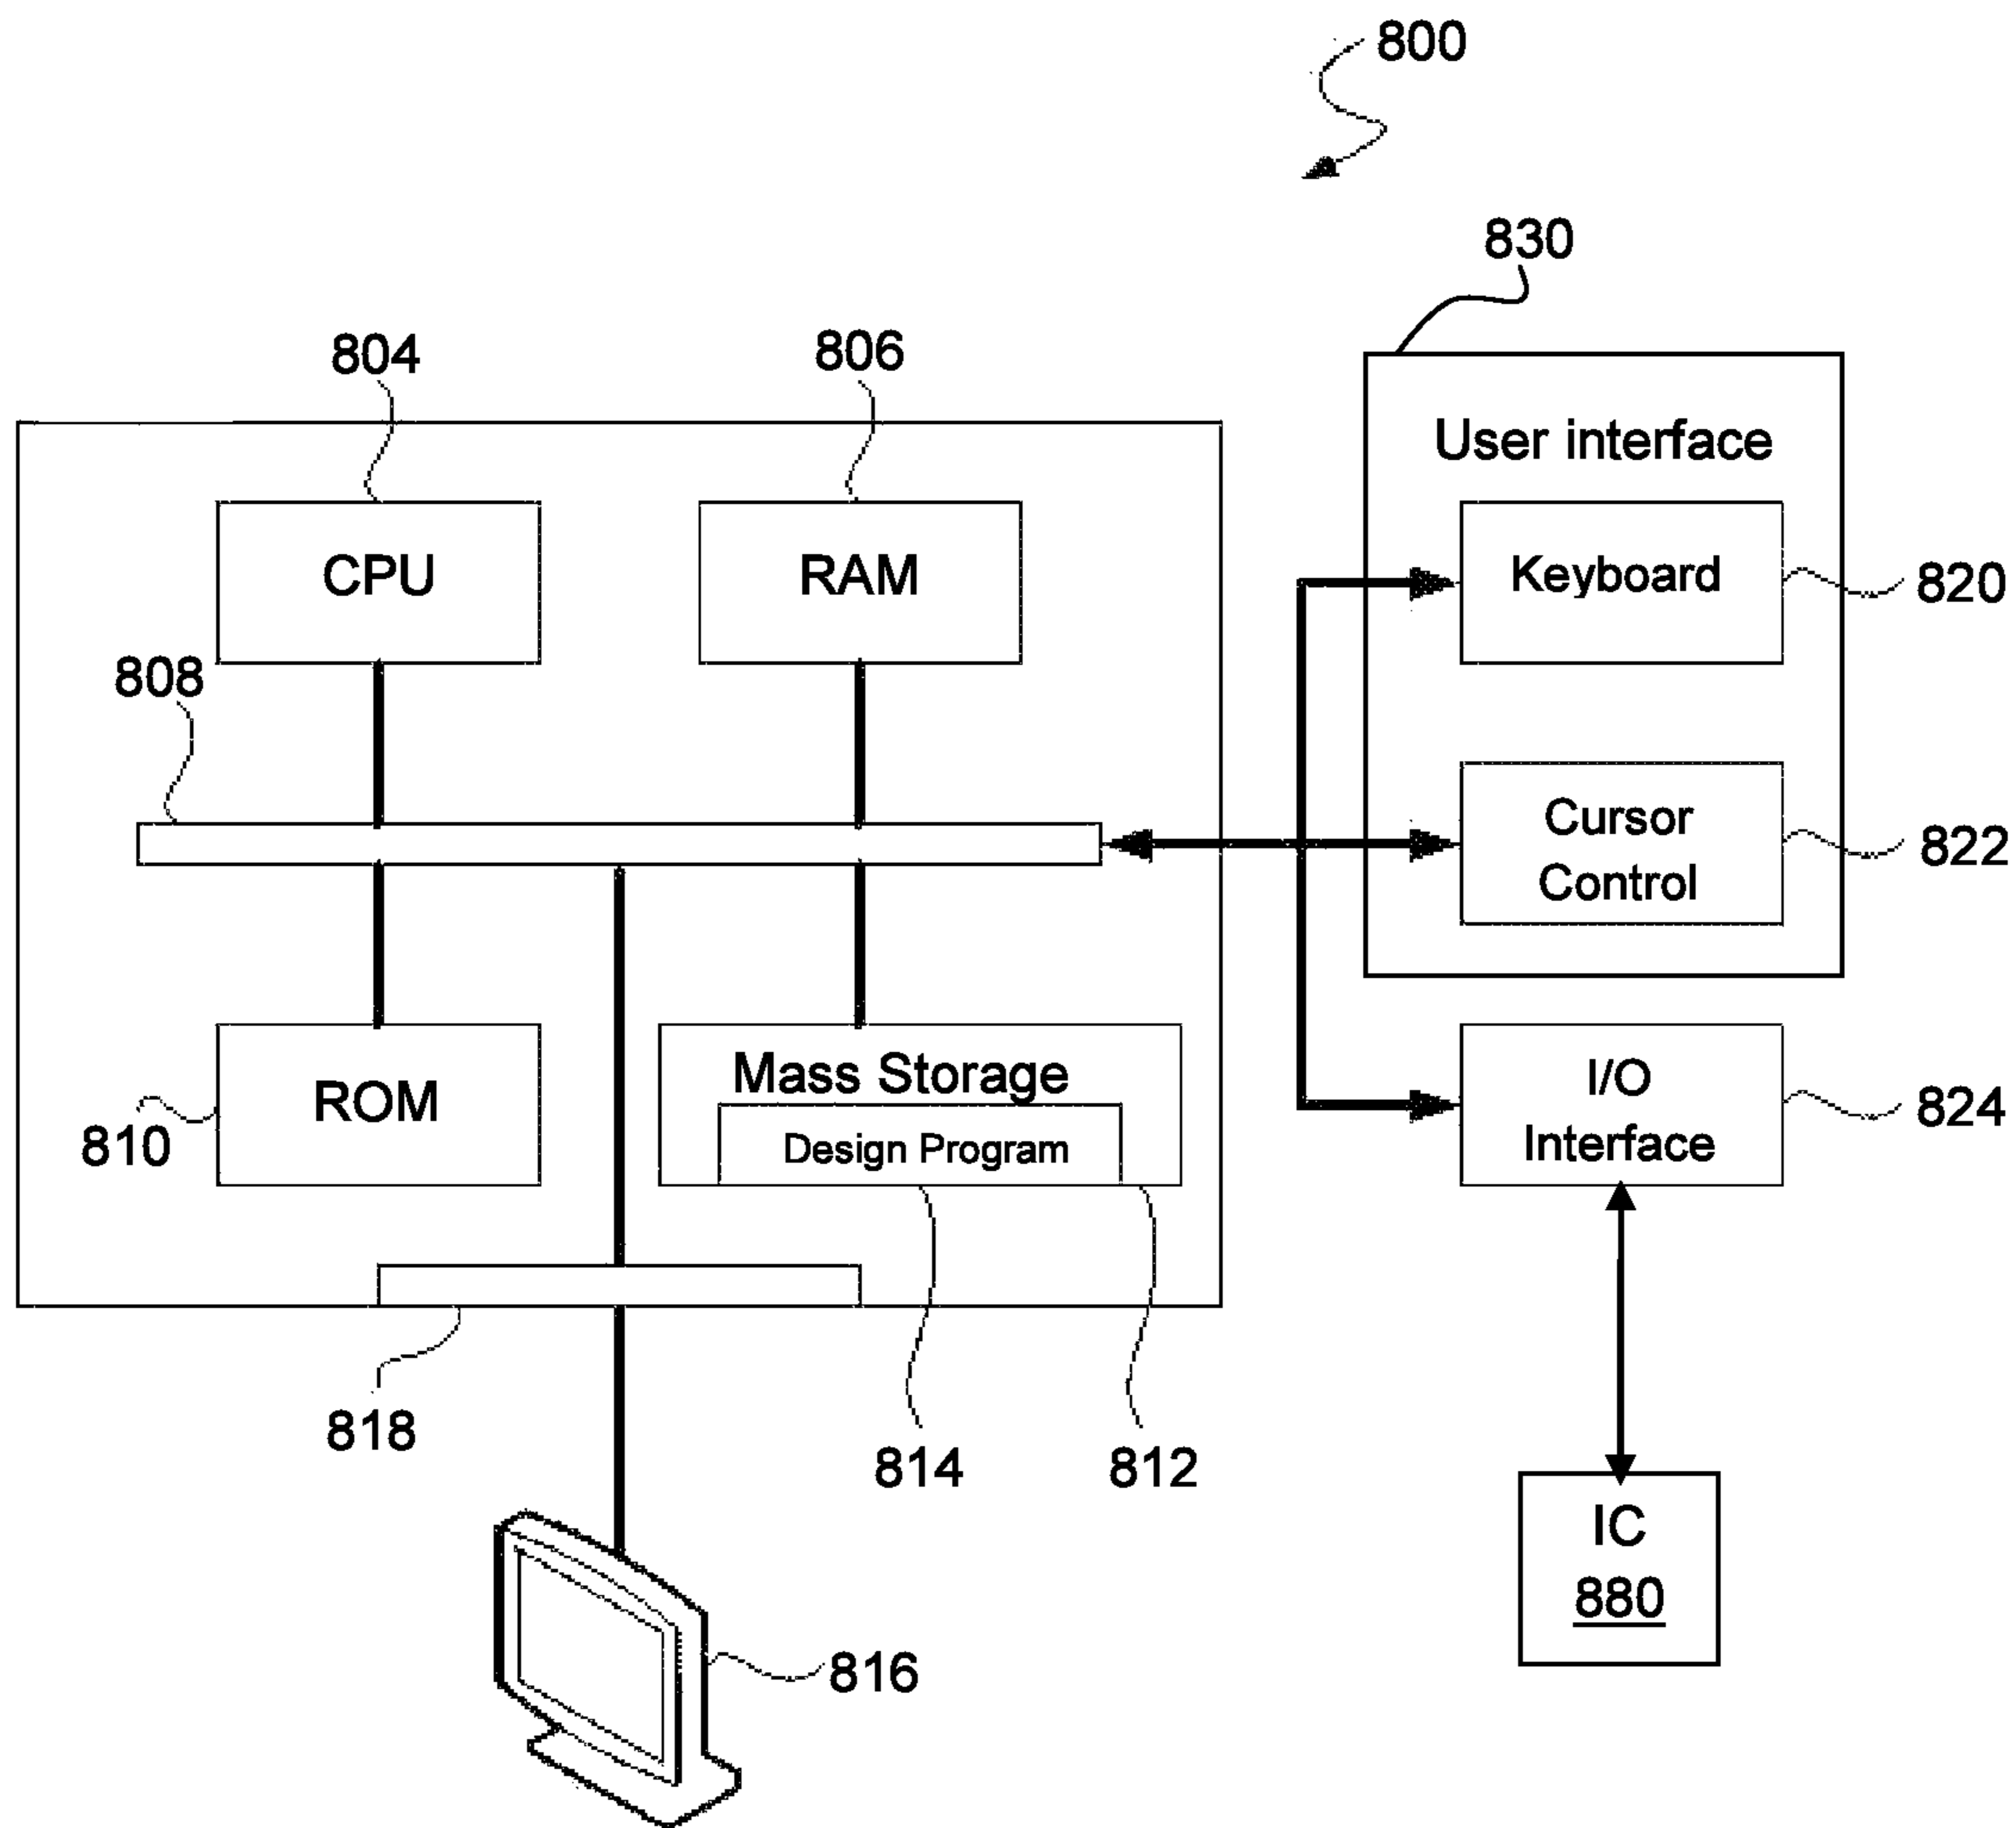 800
830
804
806
User interface
CPU
RAM
Keyboard
820
808
Cursor
Control
822
ROM
810
Mass Storage
Design Program
I/O
Interface
824
818
814
812
IC
880
816